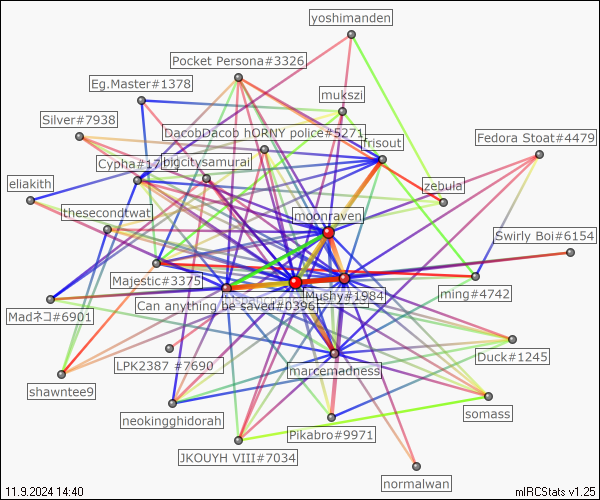 yoshimanden
Pocket Persona#3326
Eg.Master#1378
mukszi
Silver#7938
DacobDacob hORNY police#5271
frisout
Fedora Stoat#4479
Cypha#17
bigcitysamurai
eliakith
zebula
thesecondtwat
moonraven
Swirly Boi#6154
Majestic#3375
Mushy#1984
ming#4742
Can anything be saved#0396
Madネコ#6901
LPK2387 #7690
marcemadness
Duck#1245
shawntee9
neokingghidorah
somass
Pikabro#9971
JKOUYH VIII#7034
normalwan
11.9.2024 14:40
mIRCStats v1.25